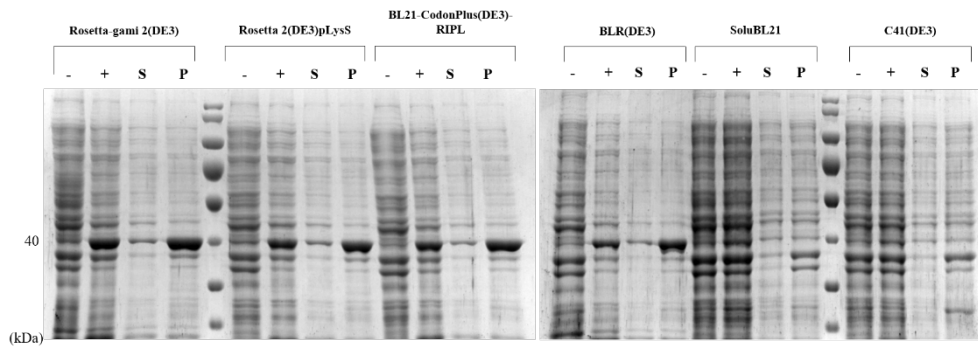 BL21-CodonPlus(DE3)-
Rosetta-gami 2(DE3) Rosetta 2(DE3)pLysS RIPL BLR(DE3) SoluBL21 C41(DE3)
- + S P - + S P - + S P - + S P - + S P - + S P
40
(kDa)